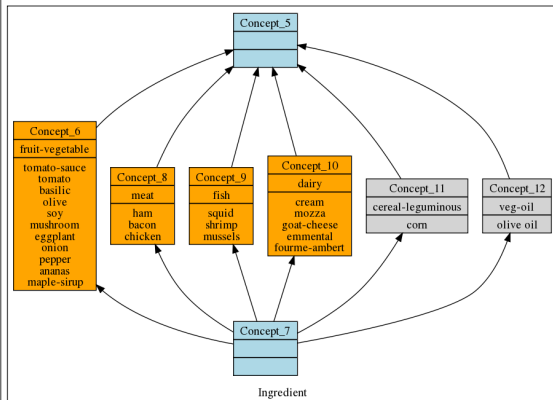 Concept_5
Concept_6
fruit-vegetable
tomato-sauce
tomato
basilic
olive
soy
mushroom
eggplant
onion
pepper
ananas
maple-sirup
Concept_8
meat
ham
bacon
chicken
Concept_9
fish
squid
shrimp
mussels
Concept_10
dairy
cream
mozza
goat-cheese
emmental
fourme-ambert
Concept_11
cereal-leguminous
corn
Concept_12
veg-oil
olive oil
Concept_7
Ingredient